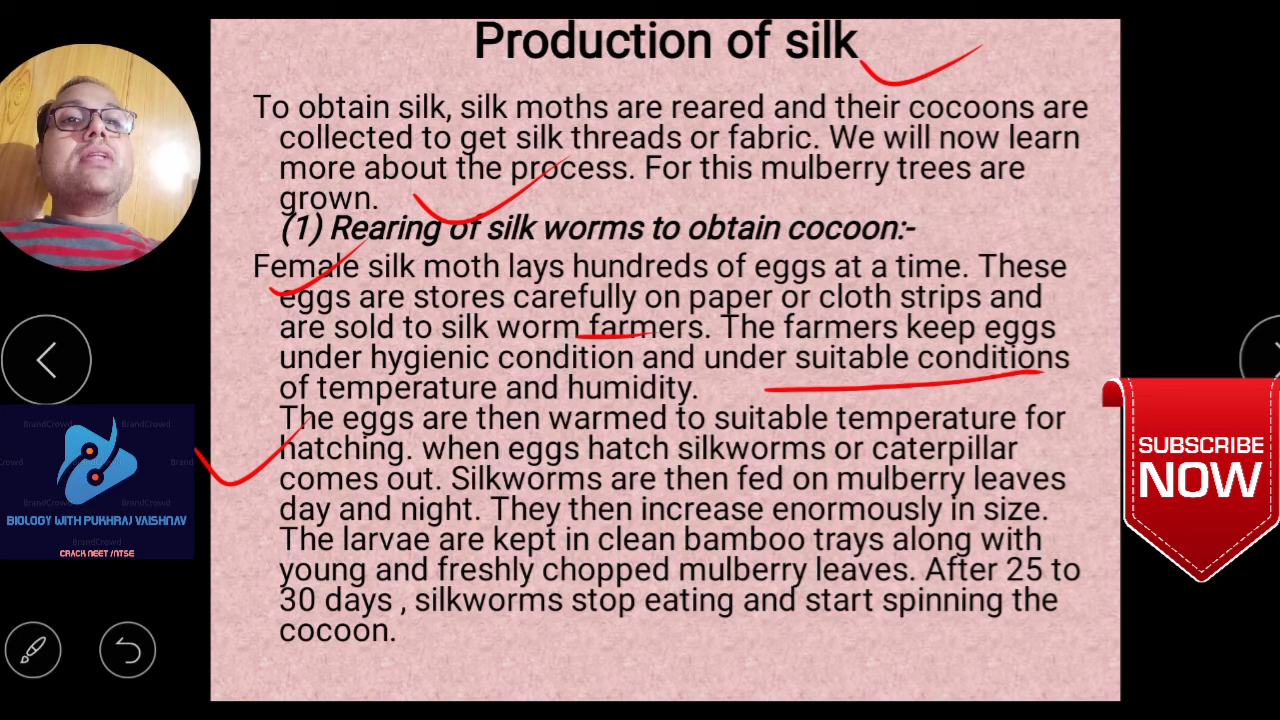 Production of silk
To obtain silk, silk moths are reared and their cocoons are
collected to get silk threads or fabric. We will now learn
more about the process. For this mulberry trees are
grown.
(1) Rearing of silk worms to obtain cocoon:-
Female silk moth lays hundreds of eggs at a time. These
eggs are stores carefully on paper or cloth strips and
are sold to silk worm farmers. The farmers keep eggs
under hygienic condition and under suitable conditions
of temperature and humidity.
The eggs are then warmed to suitable temperature for
hatching. when eggs hatch silkworms or caterpillar
comes out. Silkworms are then fed on mulberry leaves
day and night. They then increase enormously in size.
The larvae are kept in clean bamboo trays along with
young and freshly chopped mulberry leaves. After 25 to
30 days , silkworms stop eating and start spinning the
cocoon.
BrandCrowd BrandCrowd
Crowd Brand
BrandCrowd BrandCrowd
BIOLOGY WITH PUKHRAJ VAISHNAV
BrandCrowd
CRACK NEET /NTSE
SUBSCRIBE
NOW